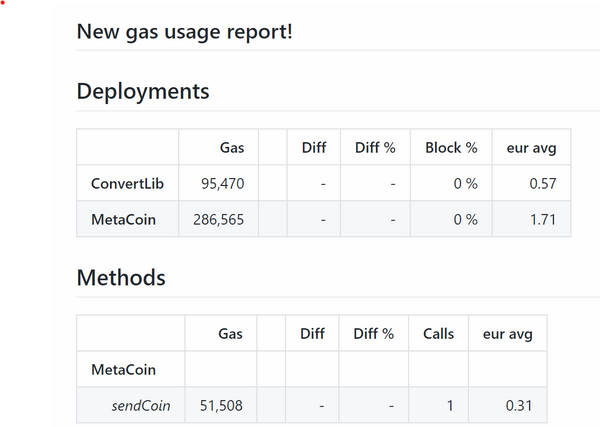 New gas usage report!
Deployments
Gas Diff Diff % Block % eur avg
ConvertLib 95,470 - - 0 % 0.57
MetaCoin 286,565 - - 0 % 1.71
Methods
Gas Diff Diff % Calls eur avg
MetaCoin
sendCoin 51,508 - - 1 0.31